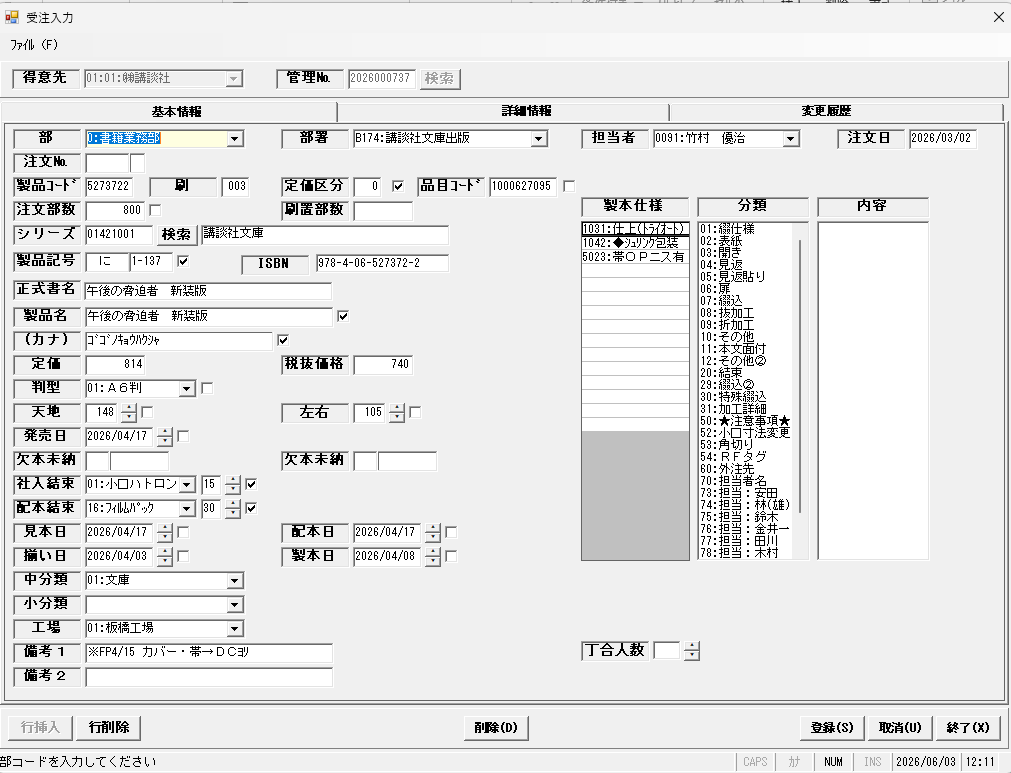 受注入力
ﾌｧｲﾙ (F)
得意先 01:01:㈱講談社 管理No. 2026000737 検索
基本情報 詳細情報 変更履歴
部 0:書籍業務部 部署 B174:講談社文庫出版 担当者 0091:竹村　優治 注文日 2026/03/02
注文No.
製品ｺｰﾄﾞ 5273722 刷 003 定価区分 0 品目ｺｰﾄﾞ 1000627095
注文部数 800 刷置部数
シリーズ 01421001 検索 講談社文庫
製品記号 に 1-137 ISBN 978-4-06-527372-2
正式書名 午後の脅迫者　新装版
製品名 午後の脅迫者　新装版
(カナ) ｺﾞｺﾞﾉｷｮｳﾊｸｼｬ
定価 814 税抜価格 740
判型 01:Ａ６判
天地 148 左右 105
発売日 2026/04/17
欠本未納 欠本未納
社入結束 01:小口ハトロン 15
配本結束 16:ﾌｨﾙﾑﾊﾟｯｸ 30
見本日 2026/04/17 配本日 2026/04/17
揃い日 2026/04/03 製本日 2026/04/08
中分類 01:文庫
小分類
工場 01:板橋工場
備考１ ※FP4/15 カバー・帯→ＤＣﾖﾘ
備考２
製本仕様 分類 内容
1031:仕上(ﾄﾗｲｵｰﾄ)
1042:◆ｼｭﾘﾝｸ包装
5023:帯ＯＰニス有
01:綴仕様
02:表紙
03:開き
04:見返
05:見返貼り
06:扉
07:綴込
08:抜加工
09:折加工
10:その他
11:本文面付
12:その他②
20:結束
29:綴込②
30:特殊綴込
31:加工詳細
50:★注意事項★
52:小口寸法変更
53:角切り
54:ＲＦタグ
60:外注先
70:担当者名
73:担当：安田
74:担当：林(雄)
75:担当：鈴木
76:担当：金井一
77:担当：田川
78:担当：木村
丁合人数
行挿入 行削除 削除(D) 登録(S) 取消(U) 終了(X)
部コードを入力してください CAPS ｶﾅ NUM INS 2026/06/03 12:11